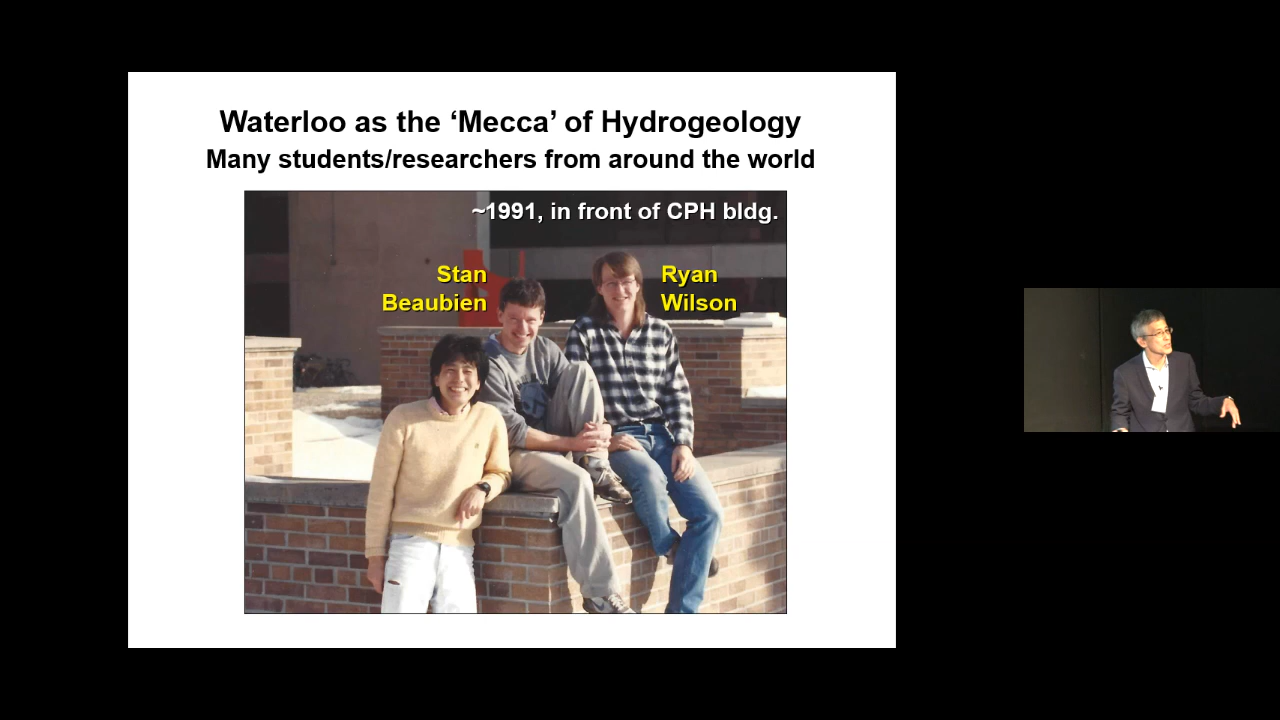 Waterloo as the ‘Mecca’ of Hydrogeology
Many students/researchers from around the world
~1991, in front of CPH bldg.
Stan
Beaubien
Ryan
Wilson